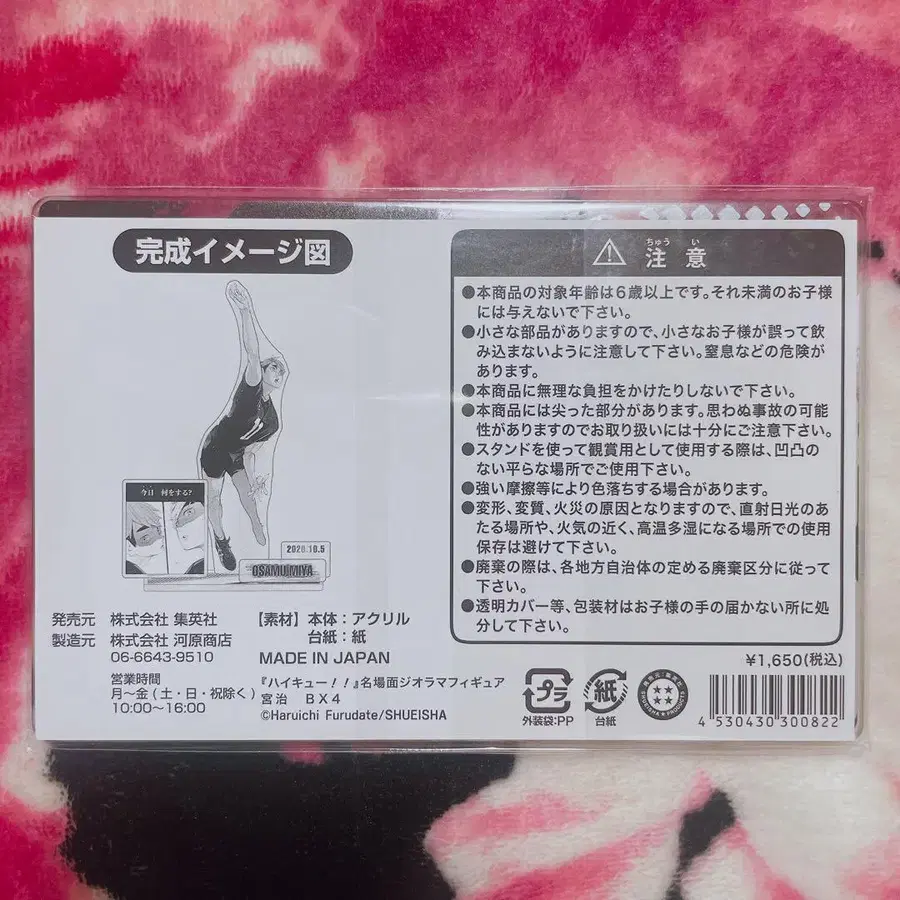 完成イメージ図
今日 何をする?
2020.10.5
OSAMU MIYA
発売元 株式会社 集英社
製造元 株式会社 河原商店
06-6643-9510
営業時間
月～金(土・日・祝除く)
10:00～16:00
【素材】本体：アクリル
台紙：紙
MADE IN JAPAN
『ハイキュー！！』名場面ジオラマフィギュア
宮治 BX4
©Haruichi Furudate/SHUEISHA
ちゅう い
注 意
●本商品の対象年齢は6歳以上です。それ未満のお子様
には与えないで下さい。
●小さな部品がありますので、小さなお子様が誤って飲
み込まないように注意して下さい。窒息などの危険が
あります。
●本商品に無理な負担をかけたりしないで下さい。
●本商品には尖った部分があります。思わぬ事故の可能
性がありますのでお取り扱いには十分にご注意下さい。
●スタンドを使って観賞用として使用する際は、凹凸の
ない平らな場所でご使用下さい。
●強い摩擦等により色落ちする場合があります。
●変形、変質、火災の原因となりますので、直射日光のあ
たる場所や、火気の近く、高温多湿になる場所での使用
保存は避けて下さい。
●廃棄の際は、各地方自治体の定める廃棄区分に従って
下さい。
●透明カバー等、包装材はお子様の手の届かない所に処
分して下さい。
¥1,650(税込)
プラ
外装袋:PP
紙
台紙
4 530430 300822